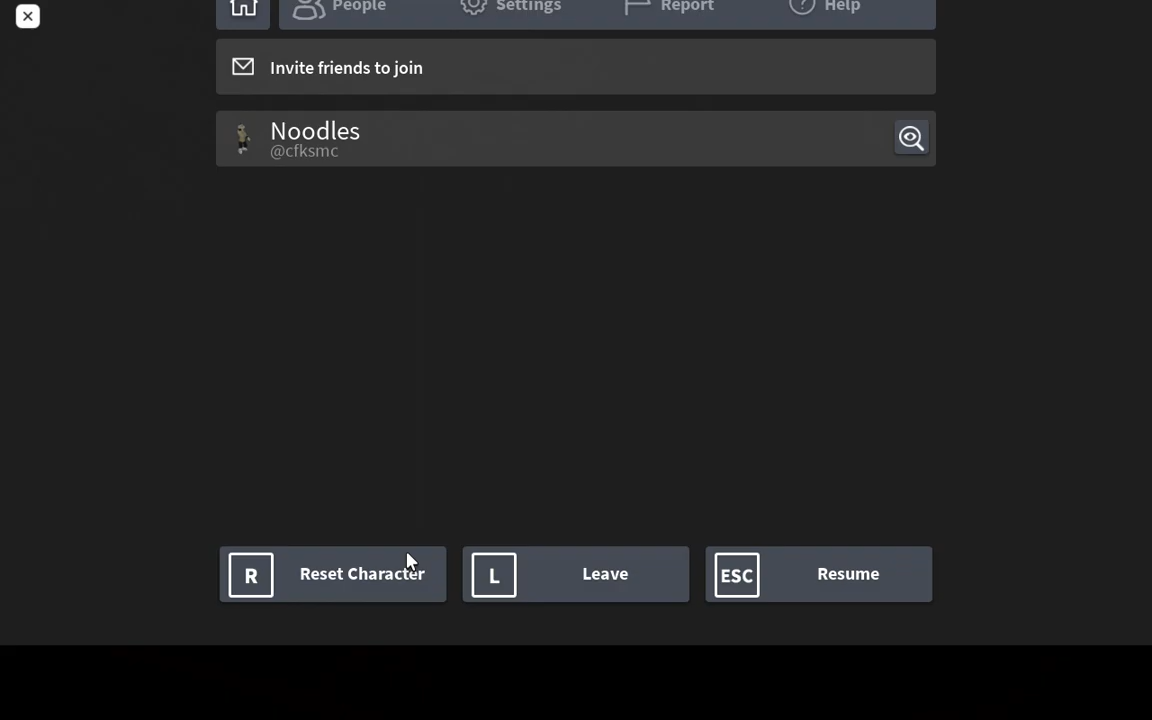 People
Settings
Report
Help
Invite friends to join
Noodles
@cfksmc
R Reset Character
L Leave
ESC Resume